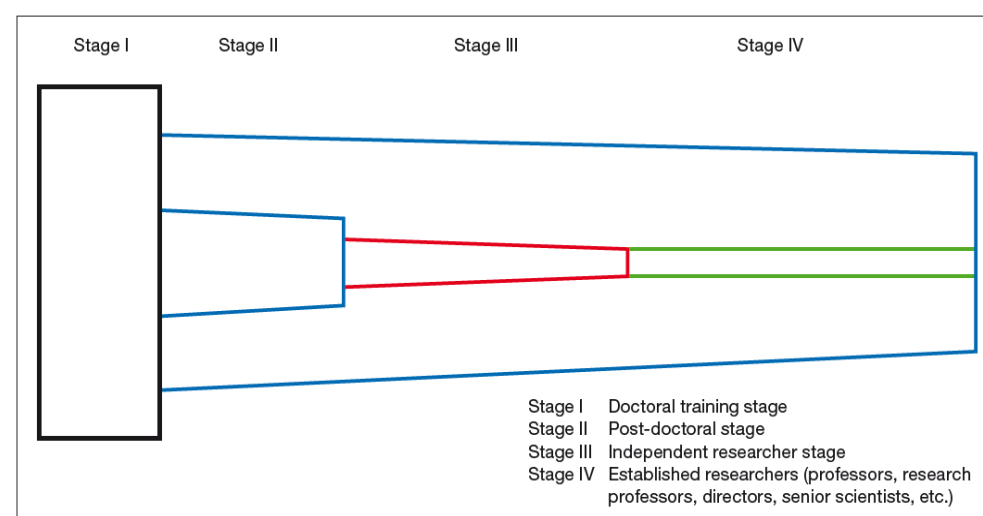 Stage I Stage II Stage III Stage IV
Stage I Doctoral training stage
Stage II Post-doctoral stage
Stage III Independent researcher stage
Stage IV Established researchers (professors, research
professors, directors, senior scientists, etc.)